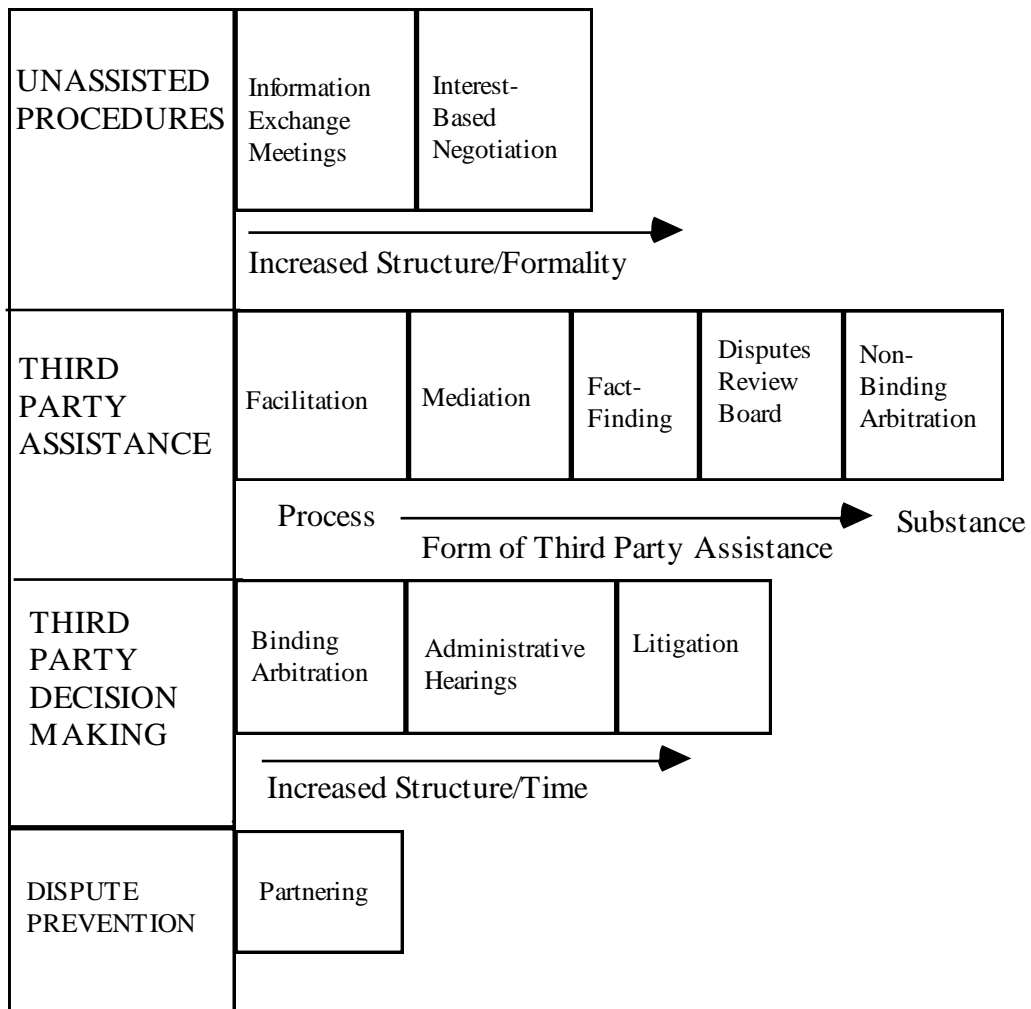 UNASSISTED
PROCEDURES
Information
Exchange
Meetings
Interest-
Based
Negotiation
Increased Structure/Formality
THIRD
PARTY
ASSISTANCE
Facilitation
Mediation
Fact-
Finding
Disputes
Review
Board
Non-
Binding
Arbitration
Process
Substance
Form of Third Party Assistance
THIRD
PARTY
DECISION
MAKING
Binding
Arbitration
Administrative
Hearings
Litigation
Increased Structure/Time
DISPUTE
PREVENTION
Partnering